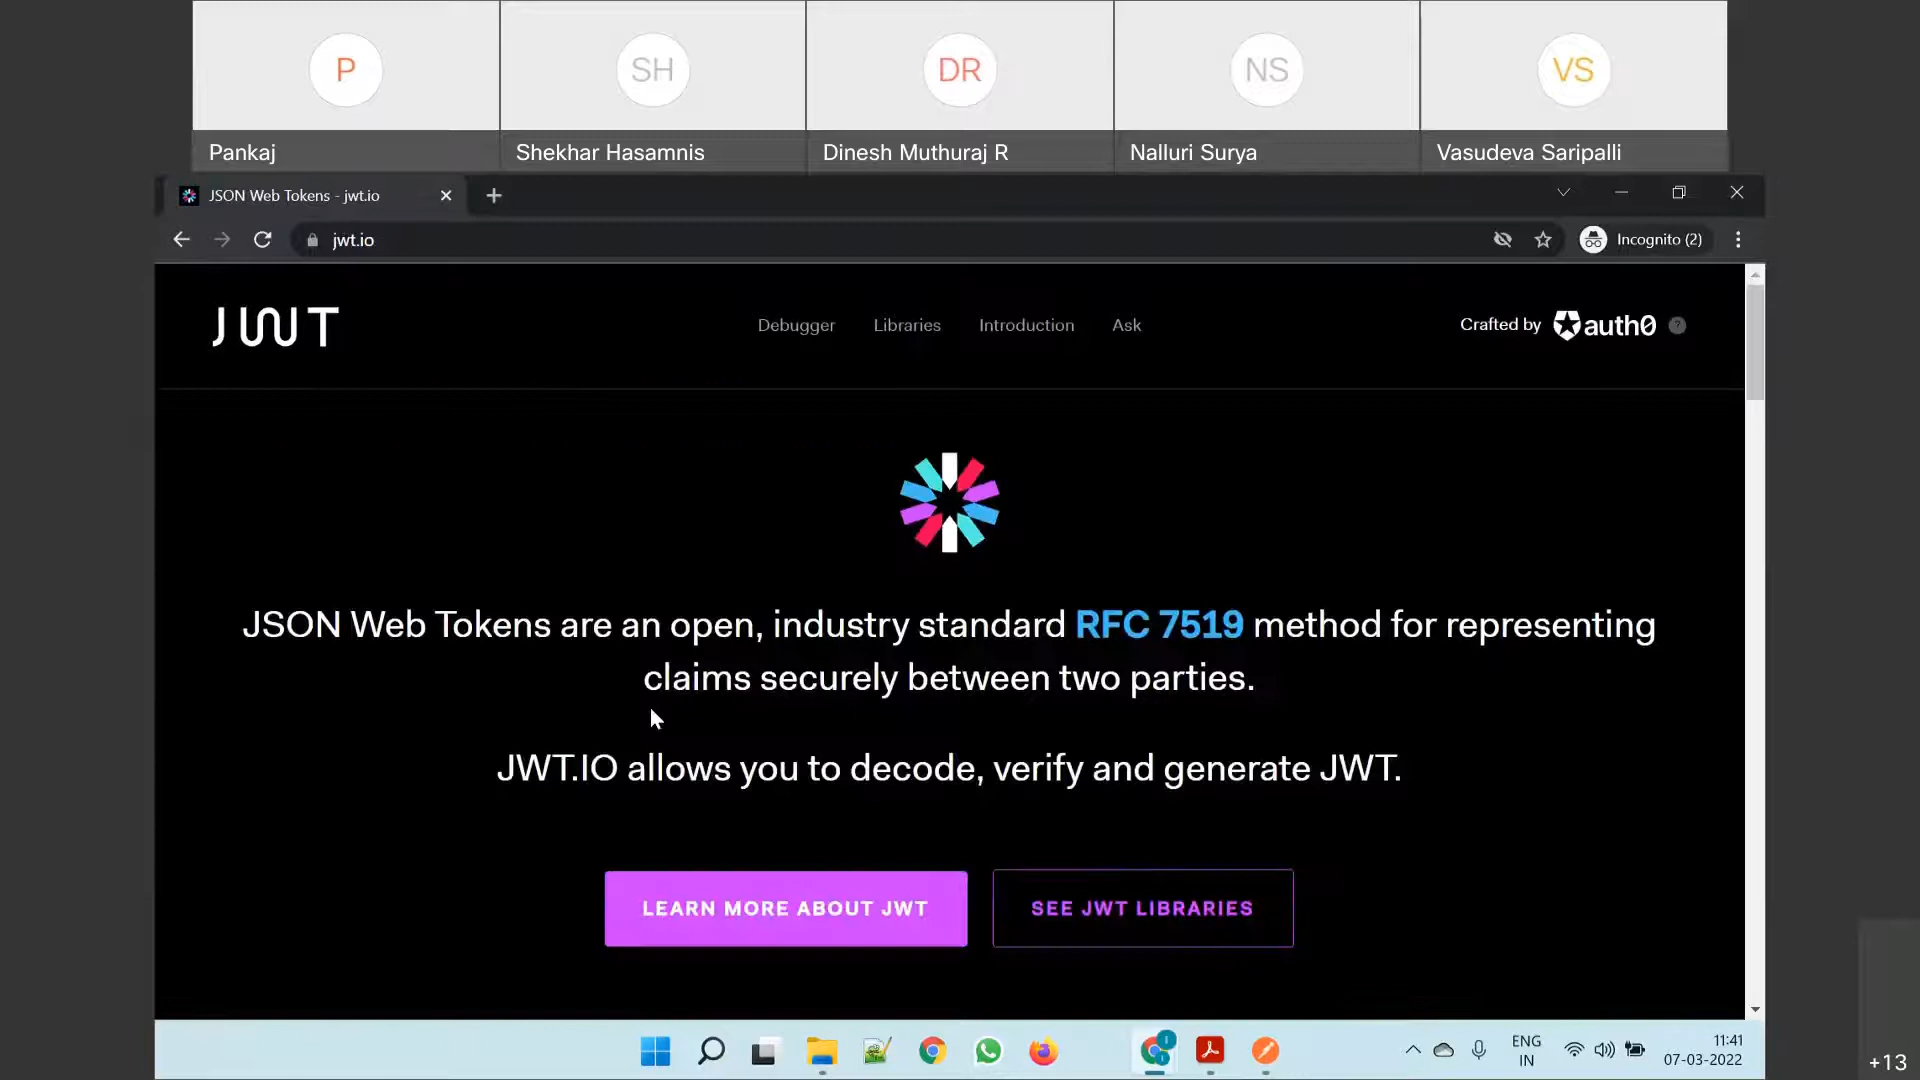 P
SH
DR
NS
VS
Pankaj
Shekhar Hasamnis
Dinesh Muthuraj R
Nalluri Surya
Vasudeva Saripalli
JSON Web Tokens - jwt.io
jwt.io
Incognito (2)
JWT
Debugger
Libraries
Introduction
Ask
Crafted by auth0 ?
JSON Web Tokens are an open, industry standard RFC 7519 method for representing
claims securely between two parties.
JWT.IO allows you to decode, verify and generate JWT.
LEARN MORE ABOUT JWT
SEE JWT LIBRARIES
ENG
IN
11:41
07-03-2022
+13